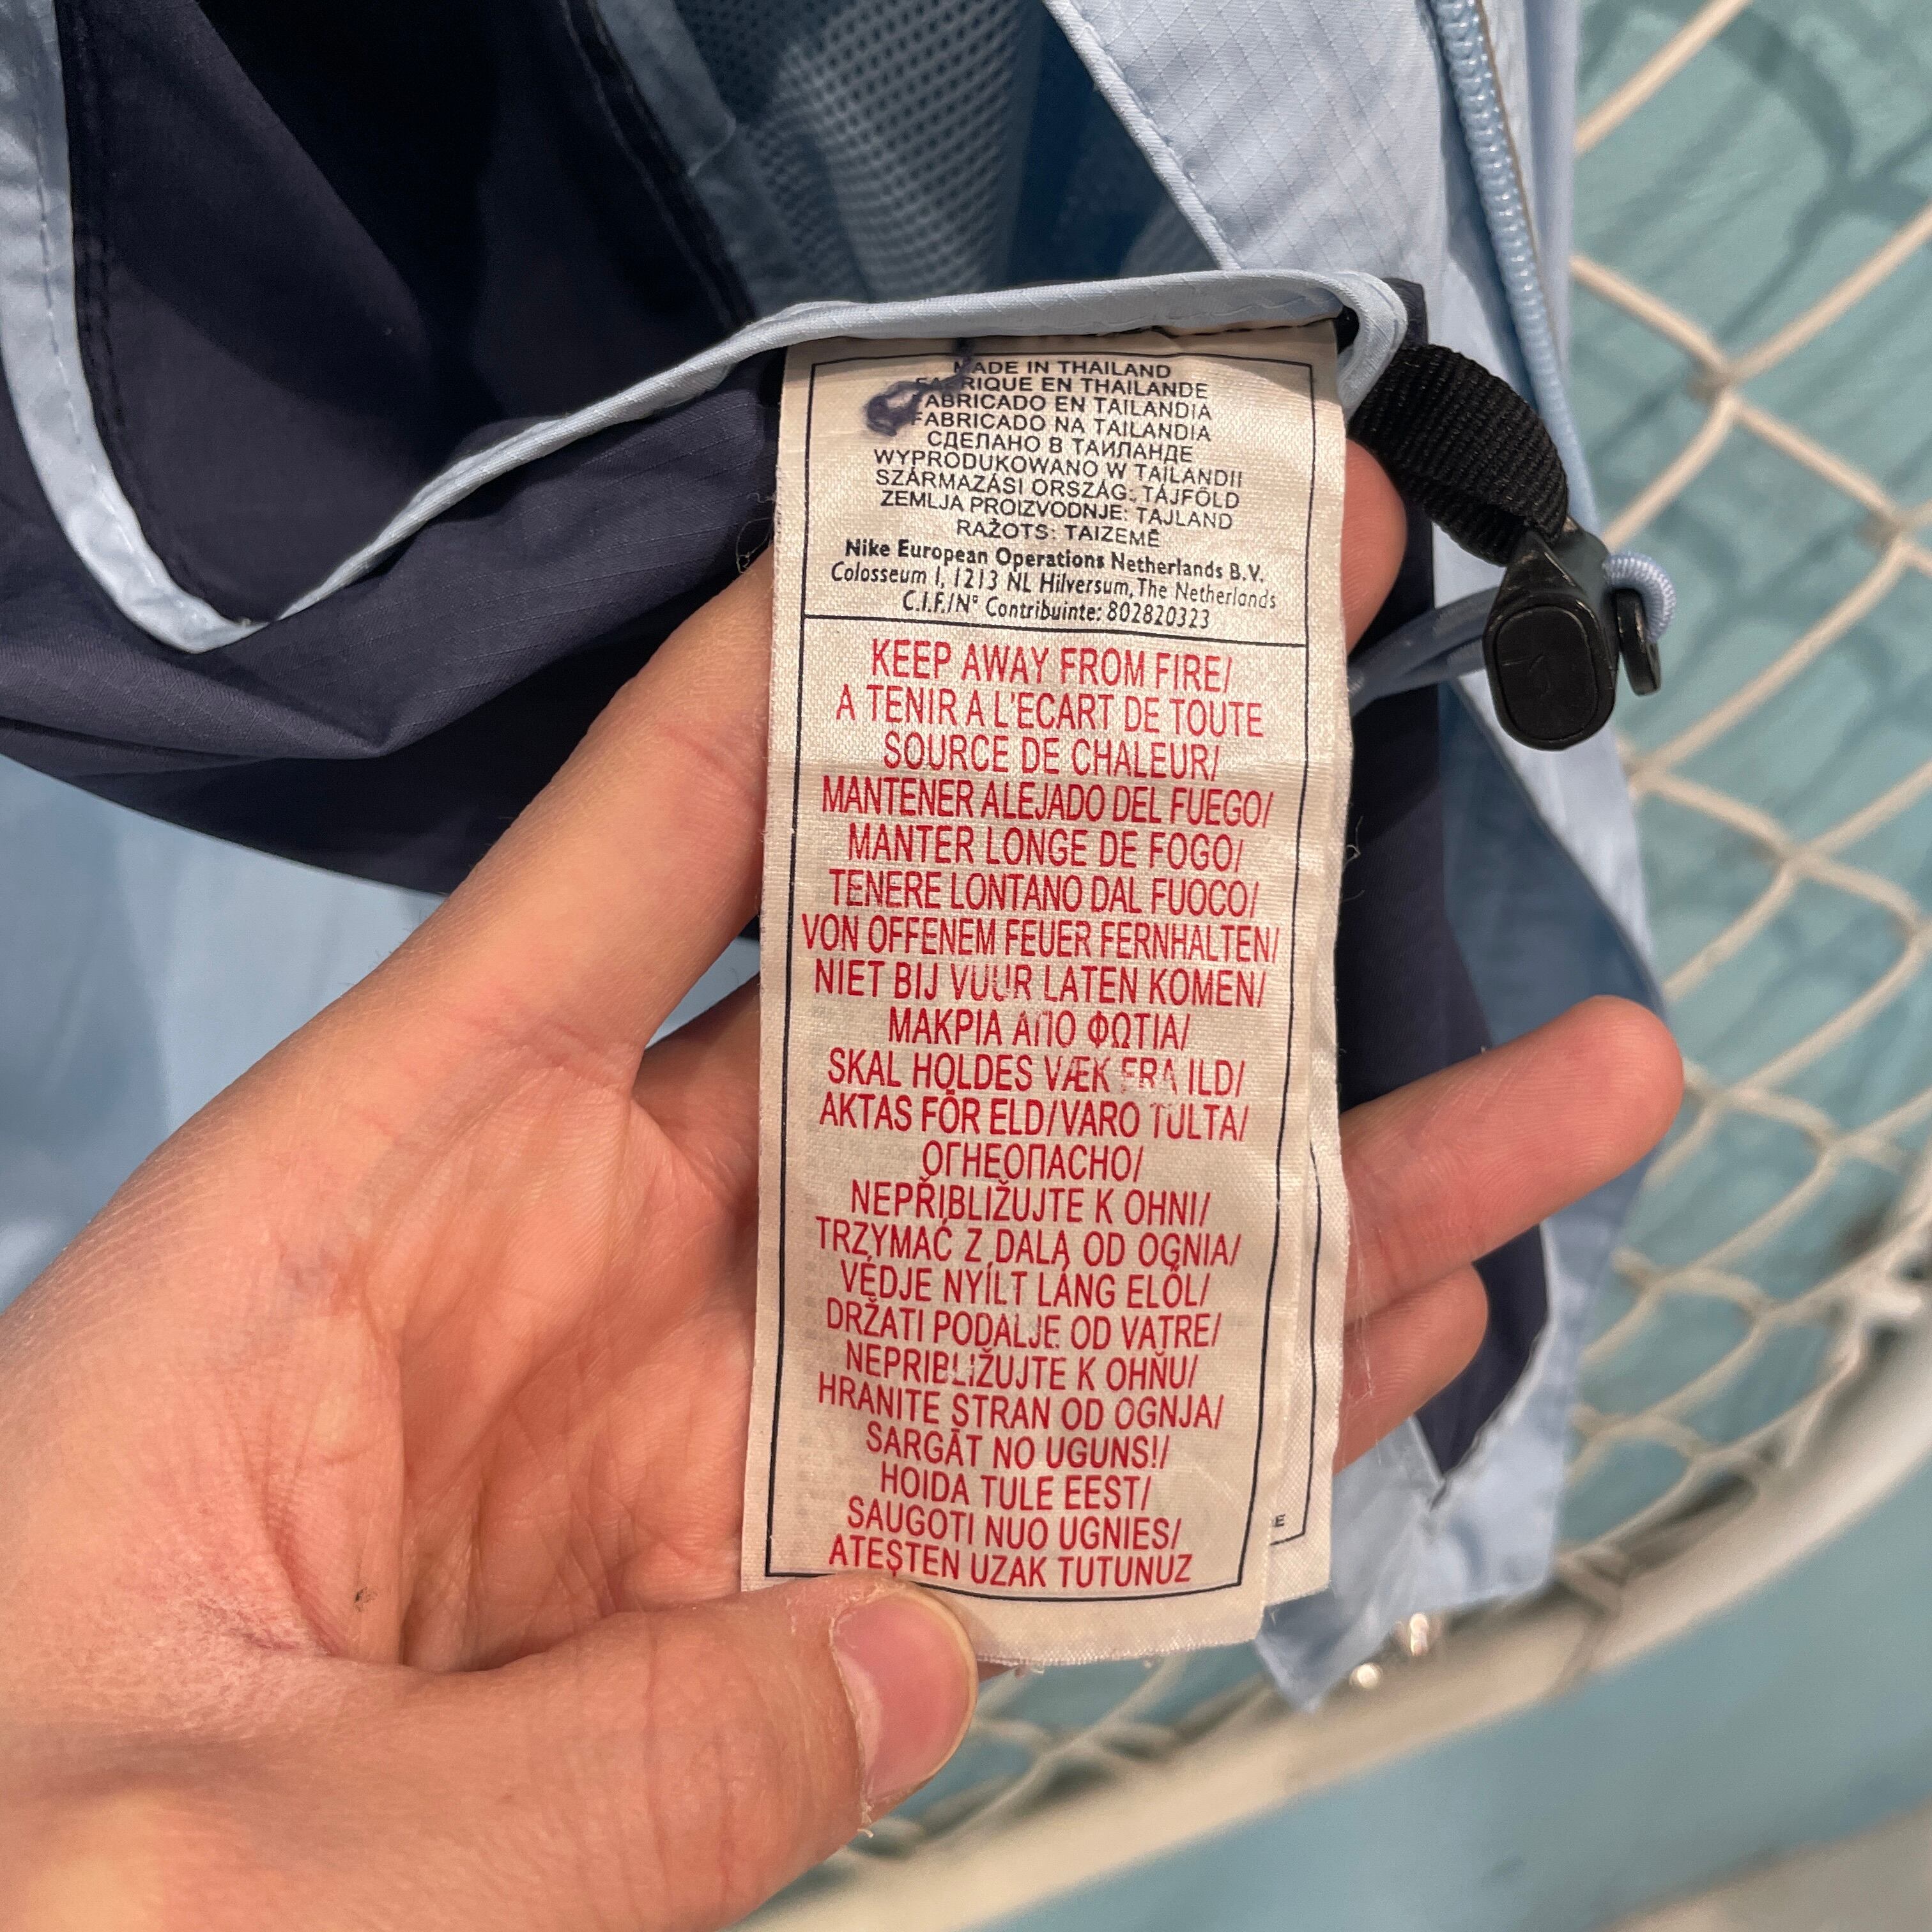 MADE IN THAILAND
FABRIQUE EN THAILANDE
FABRICADO EN TAILANDIA
FABRICADO NA TAILANDIA
СДЕЛАНО В ТАИЛАНДЕ
WYPRODUKOWANO W TAILANDII
SZÁRMAZÁSI ORSZÁG: TÁJFÖLD
ZEMLJA PROIZVODNJE: TAJLAND
RAŽOTS: TAIZEMĒ
Nike European Operations Netherlands B.V.
Colosseum 1, 1213 NL Hilversum, The Netherlands
C.I.F./N° Contribuinte: 802820323
KEEP AWAY FROM FIRE/
A TENIR A L'ECART DE TOUTE
SOURCE DE CHALEUR/
MANTENER ALEJADO DEL FUEGO/
MANTER LONGE DE FOGO/
TENERE LONTANO DAL FUOCO/
VON OFFENEM FEUER FERNHALTEN/
NIET BIJ VUUR LATEN KOMEN/
ΜΑΚΡΙΑ ΑΠΟ ΦΩΤΙΑ/
SKAL HOLDES VÆK FRA ILD/
AKTAS FÖR ELD/VARO TULTA/
ОГНЕОПАСНО/
NEPŘIBLIŽUJTE K OHNI/
TRZYMAĆ Z DALA OD OGNIA/
VÉDJE NYÍLT LÁNG ELŐL/
DRŽATI PODALJE OD VATRE/
NEPRIBLIŽUJTE K OHŇU/
HRANITE STRAN OD OGNJA/
SARGĀT NO UGUNS!/
HOIDA TULE EEST/
SAUGOTI NUO UGNIES/
ATEŞTEN UZAK TUTUNUZ